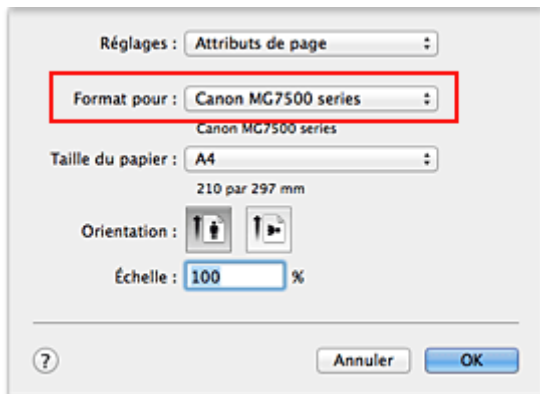 Réglages : Attributs de page
Format pour : Canon MG7500 series
Canon MG7500 series
Taille du papier : A4
210 par 297 mm
Orientation :
Échelle : 100 %
? Annuler OK